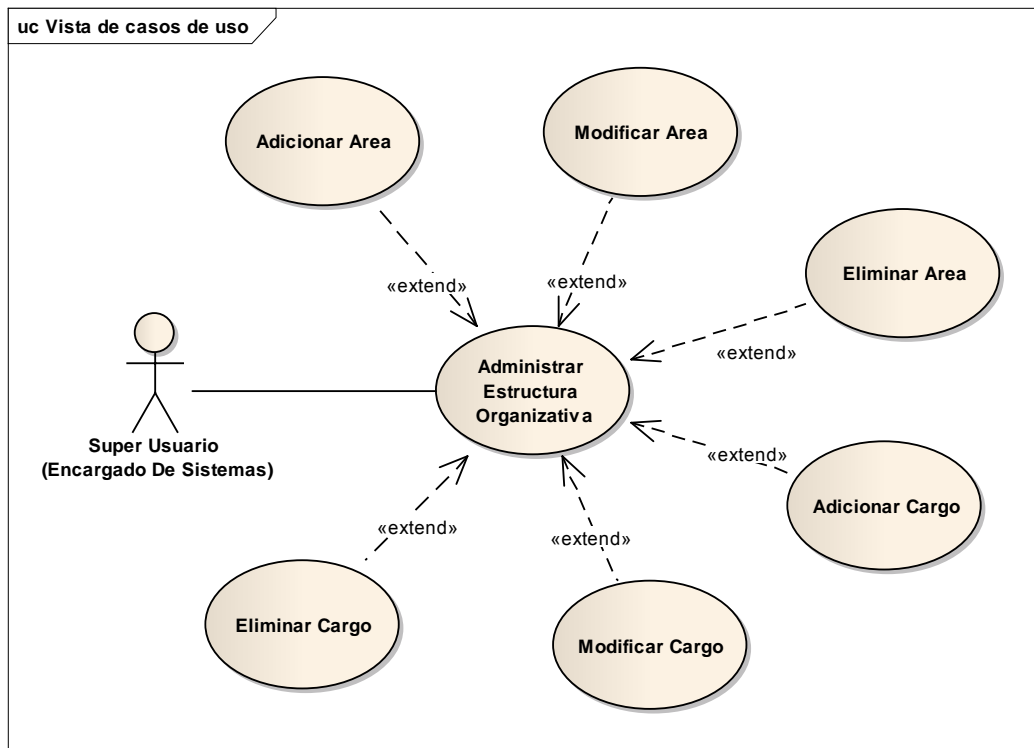 uc Vista de casos de uso
Adicionar Area
Modificar Area
Eliminar Area
«extend»
«extend»
«extend»
Administrar
Estructura
Organizativa
Super Usuario
(Encargado De Sistemas)
«extend»
Adicionar Cargo
«extend»
«extend»
Eliminar Cargo
Modificar Cargo